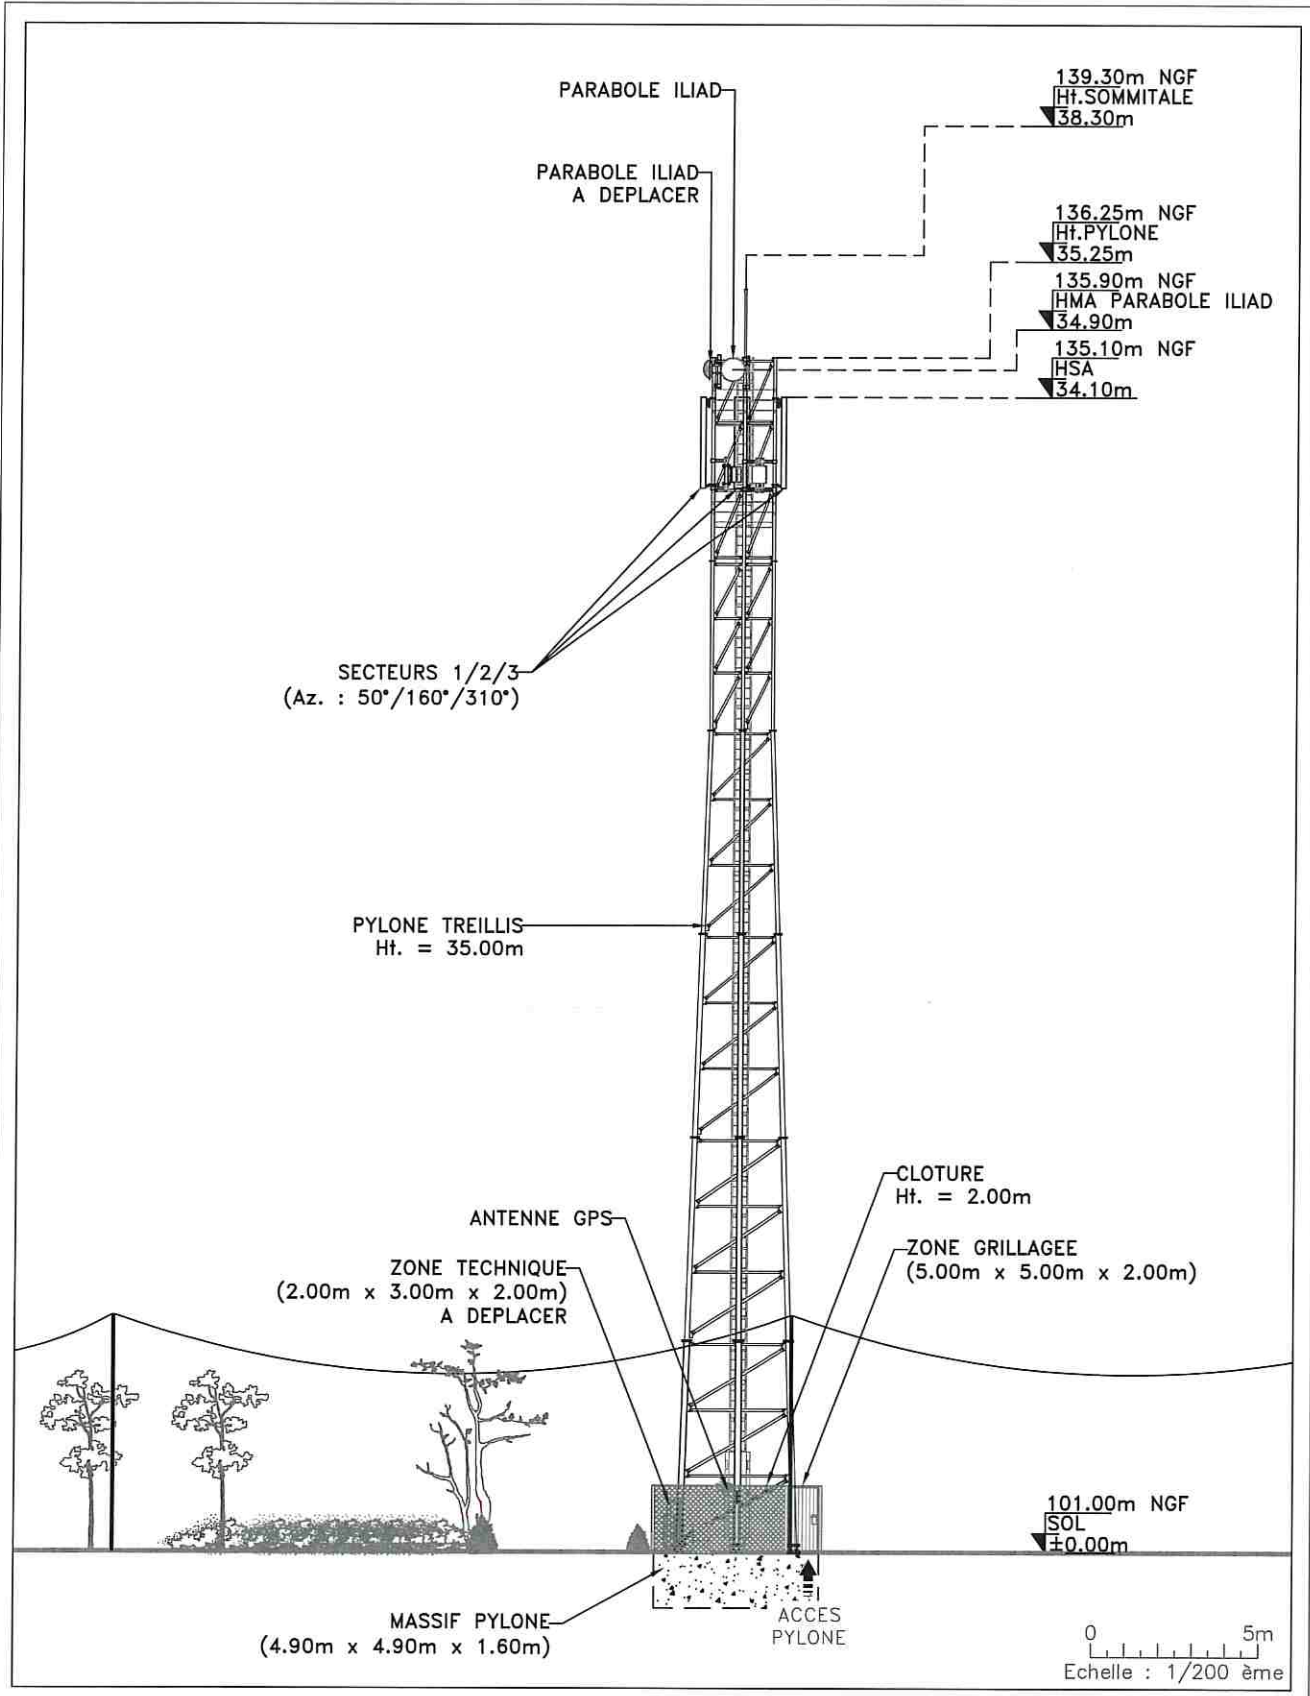 PARABOLE ILIAD
PARABOLE ILIAD
A DEPLACER
139.30m NGF
Ht.SOMMITALE
38.30m
136.25m NGF
Ht.PYLONE
35.25m
135.90m NGF
HMA PARABOLE ILIAD
34.90m
135.10m NGF
HSA
34.10m
SECTEURS 1/2/3
(Az. : 50°/160°/310°)
PYLONE TREILLIS
Ht. = 35.00m
CLOTURE
Ht. = 2.00m
ANTENNE GPS
ZONE GRILLAGEE
(5.00m x 5.00m x 2.00m)
ZONE TECHNIQUE
(2.00m x 3.00m x 2.00m)
A DEPLACER
101.00m NGF
SOL
±0.00m
MASSIF PYLONE
(4.90m x 4.90m x 1.60m)
ACCES
PYLONE
0 5m
Echelle : 1/200 ème